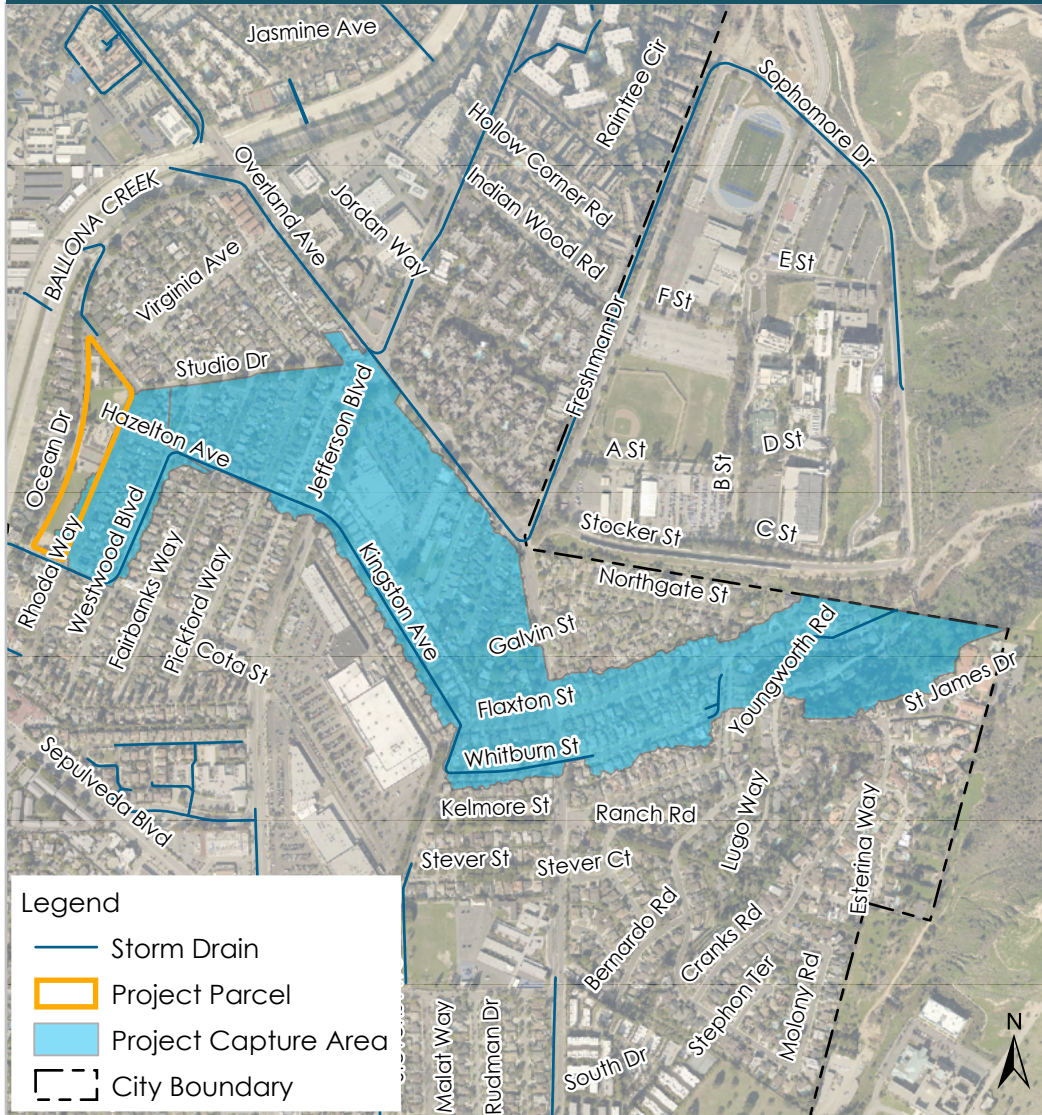 Jasmine Ave
Sophomore Dr
Raintree Cir
Hollow Corner Rd
Indian Wood Rd
Overland Ave
Jordan Way
BALLONA CREEK
Virginia Ave
E St
F St
Freshman Dr
Studio Dr
Jefferson Blvd
Ocean Dr
Hazelton Ave
A St
B St
D St
C St
Stocker St
Northgate St
Rhoda Way
Westwood Blvd
Fairbanks Way
Pickford Way
Cota St
Kingston Ave
Galvin St
Flaxton St
Youngworth Rd
St James Dr
Whitburn St
Sepulveda Blvd
Kelmore St
Ranch Rd
Lugo Way
Esterina Way
Stever St
Stever Ct
Bernardo Rd
Cranks Rd
Stephon Ter
Molony Rd
Malat Way
Rudman Dr
South Dr
Legend
Storm Drain
Project Parcel
Project Capture Area
City Boundary
N